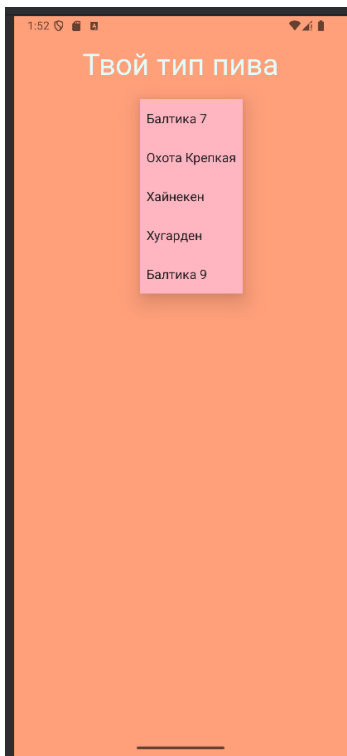 1:52
Твой тип пива
Балтика 7
Охота Крепкая
Хайнекен
Хугарден
Балтика 9